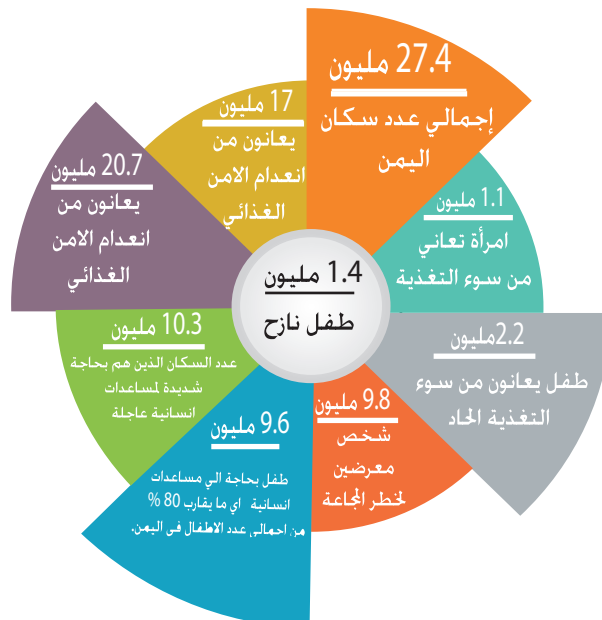 27.4 مليون
إجمالي عدد سكان
اليمن
1.1 مليون
امرأة تعاني
من سوء التغذية
2.2مليون
طفل يعانون من سوء
التغذية الحاد
9.8 مليون
شخص
معرضين
لخطر المجاعة
9.6 مليون
طفل بحاجة الي مساعدات
انسانية اي ما يقارب 80 %
من اجمالي عدد الاطفال في اليمن.
10.3 مليون
عدد السكان الذين هم بحاجة
شديدة لمساعدات
انسانية عاجلة
20.7 مليون
يعانون من
انعدام الامن
الغذائي
17 مليون
يعانون من
انعدام الامن
الغذائي
1.4 مليون
طفل نازح